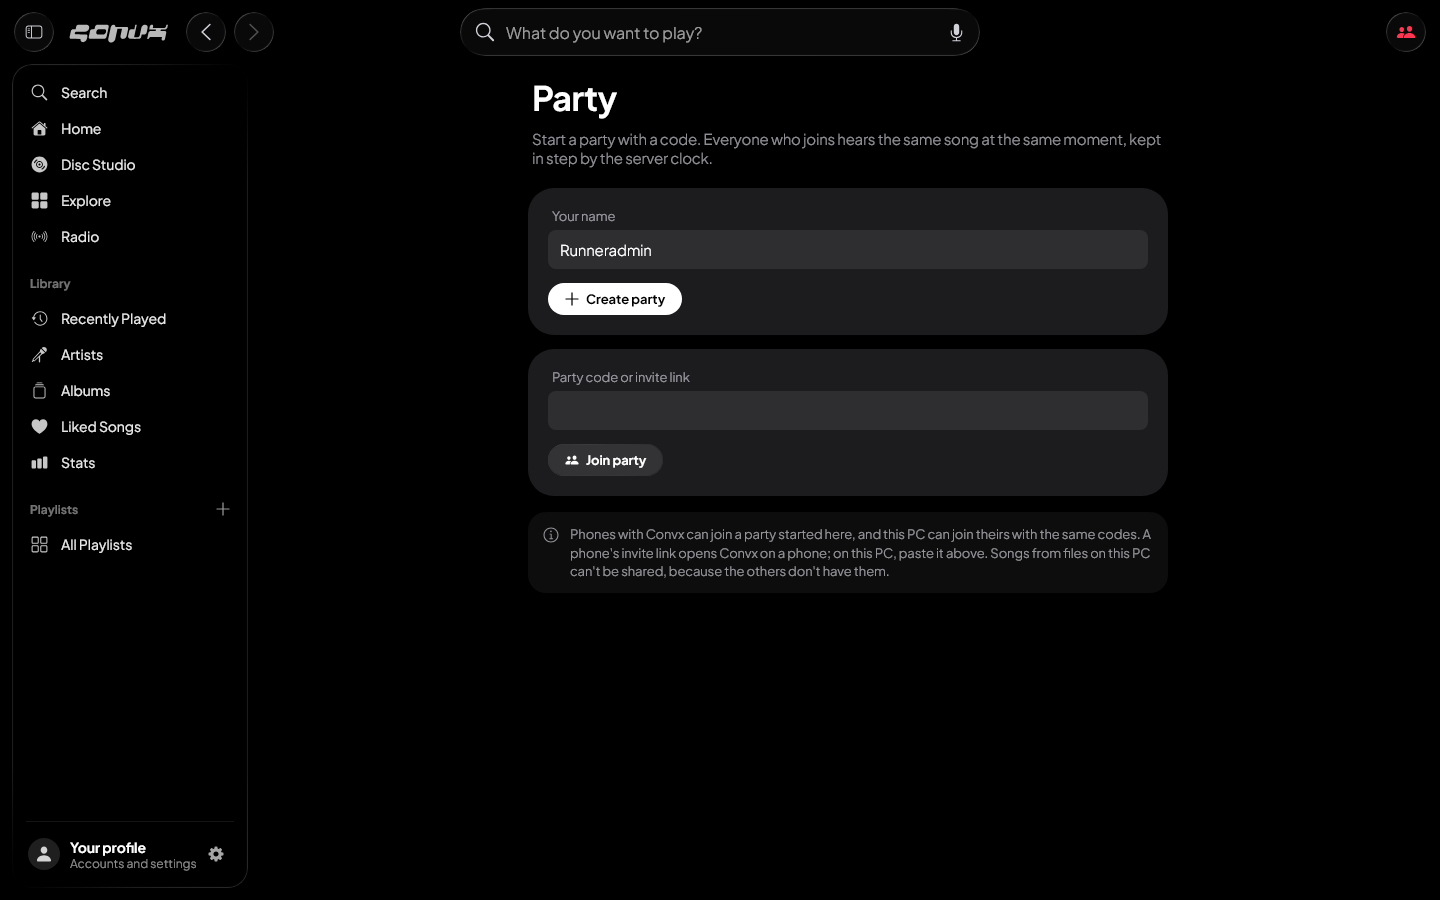 convx
What do you want to play?
Search
Home
Disc Studio
Explore
Radio
Library
Recently Played
Artists
Albums
Liked Songs
Stats
Playlists
All Playlists
Your profile
Accounts and settings
Party
Start a party with a code. Everyone who joins hears the same song at the same moment, kept
in step by the server clock.
Your name
Runneradmin
Create party
Party code or invite link
Join party
Phones with Convx can join a party started here, and this PC can join theirs with the same codes. A
phone's invite link opens Convx on a phone; on this PC, paste it above. Songs from files on this PC
can't be shared, because the others don't have them.